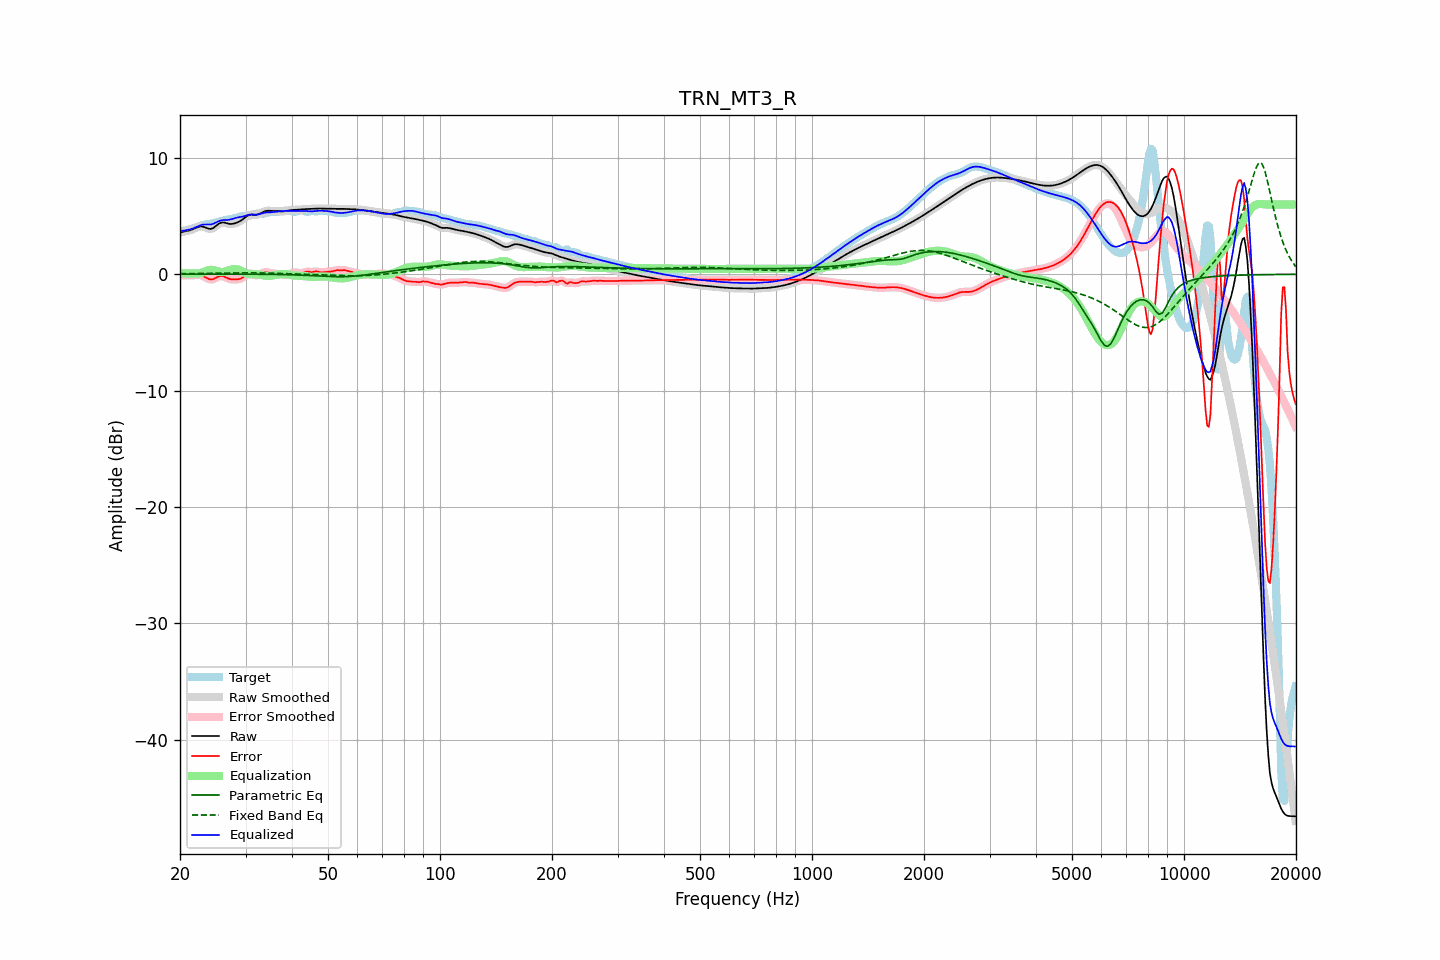 TRN_MT3_R
10
0
−10
−20
−30
−40
Amplitude (dBr)
Target
Raw Smoothed
Error Smoothed
Raw
Error
Equalization
Parametric Eq
Fixed Band Eq
Equalized
20 50 100 200 500 1000 2000 5000 10000 20000
Frequency (Hz)